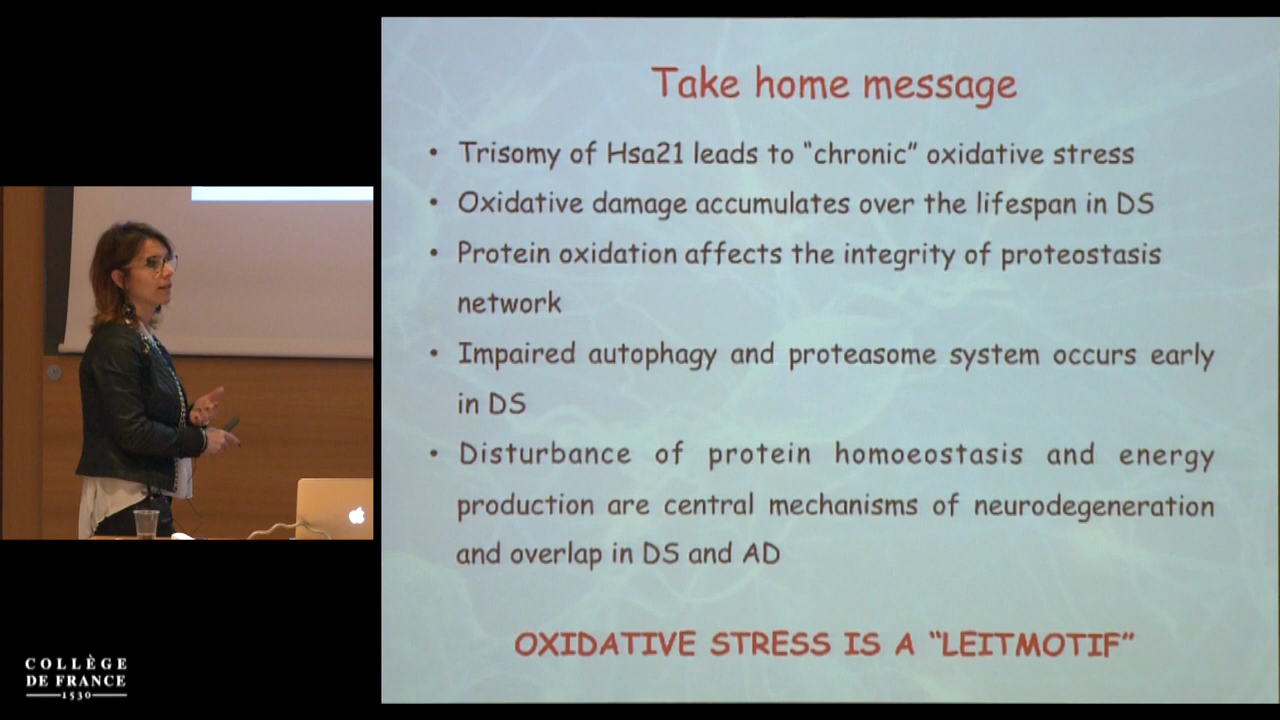 Take home message
• Trisomy of Hsa21 leads to “chronic” oxidative stress
• Oxidative damage accumulates over the lifespan in DS
• Protein oxidation affects the integrity of proteostasis
network
• Impaired autophagy and proteasome system occurs early
in DS
• Disturbance of protein homoeostasis and energy
production are central mechanisms of neurodegeneration
and overlap in DS and AD
OXIDATIVE STRESS IS A “LEITMOTIF”
COLLÈGE
DE FRANCE
1530